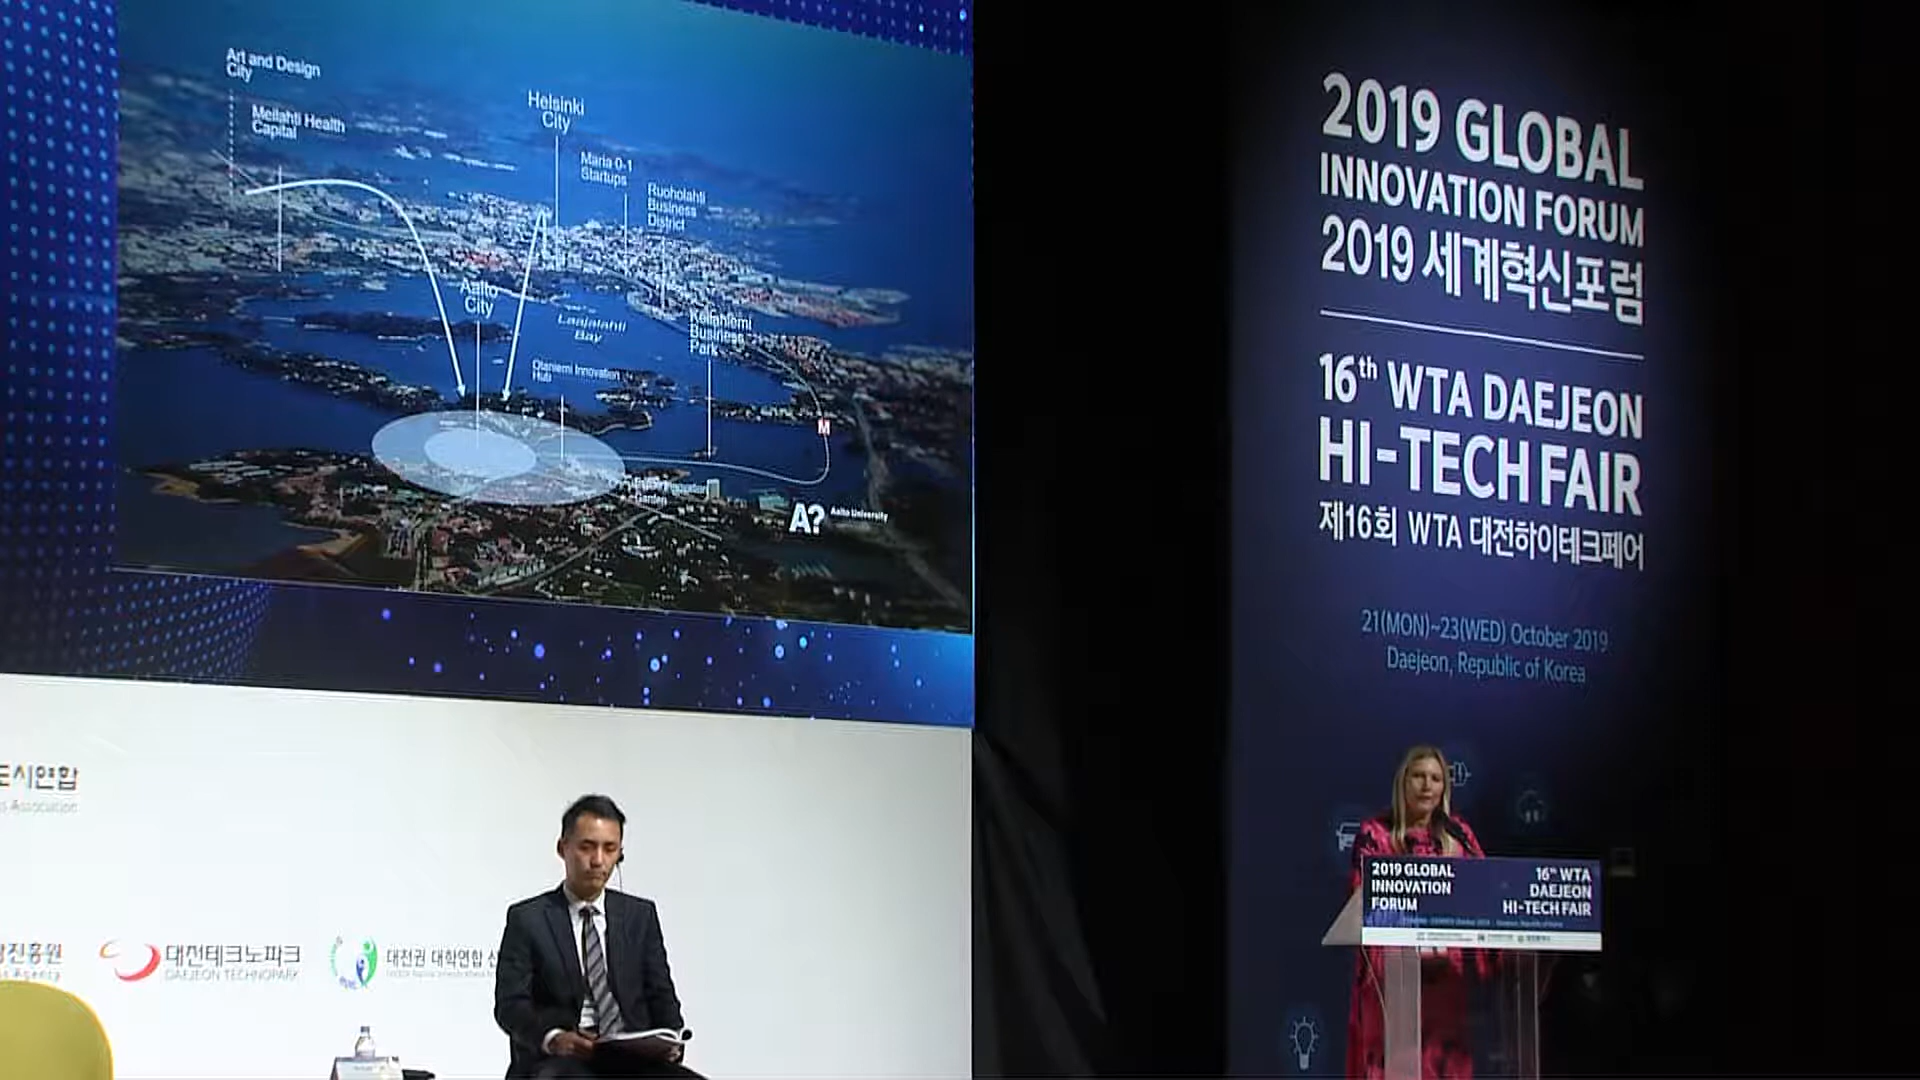 Art and Design
City
Meilahti Health
Capital
Helsinki
City
Maria 0-1
Startups
Ruoholahti
Business
District
Aalto
City
Laajalahti
Bay
Keilaniemi
Business
Park
Otaniemi Innovation
Hub
M
Innovation
Garden
A?
Aalto University
2019 GLOBAL
INNOVATION FORUM
2019 세계혁신포럼
16th WTA DAEJEON
HI-TECH FAIR
제16회 WTA 대전하이테크페어
21(MON)~23(WED) October 2019
Daejeon, Republic of Korea
도시연합
s Association
진흥원
s Agency
대전테크노파크
DAEJEON TECHNOPARK
대전권 대학연합 산
2019 GLOBAL
INNOVATION
FORUM
16th WTA
DAEJEON
HI-TECH FAIR